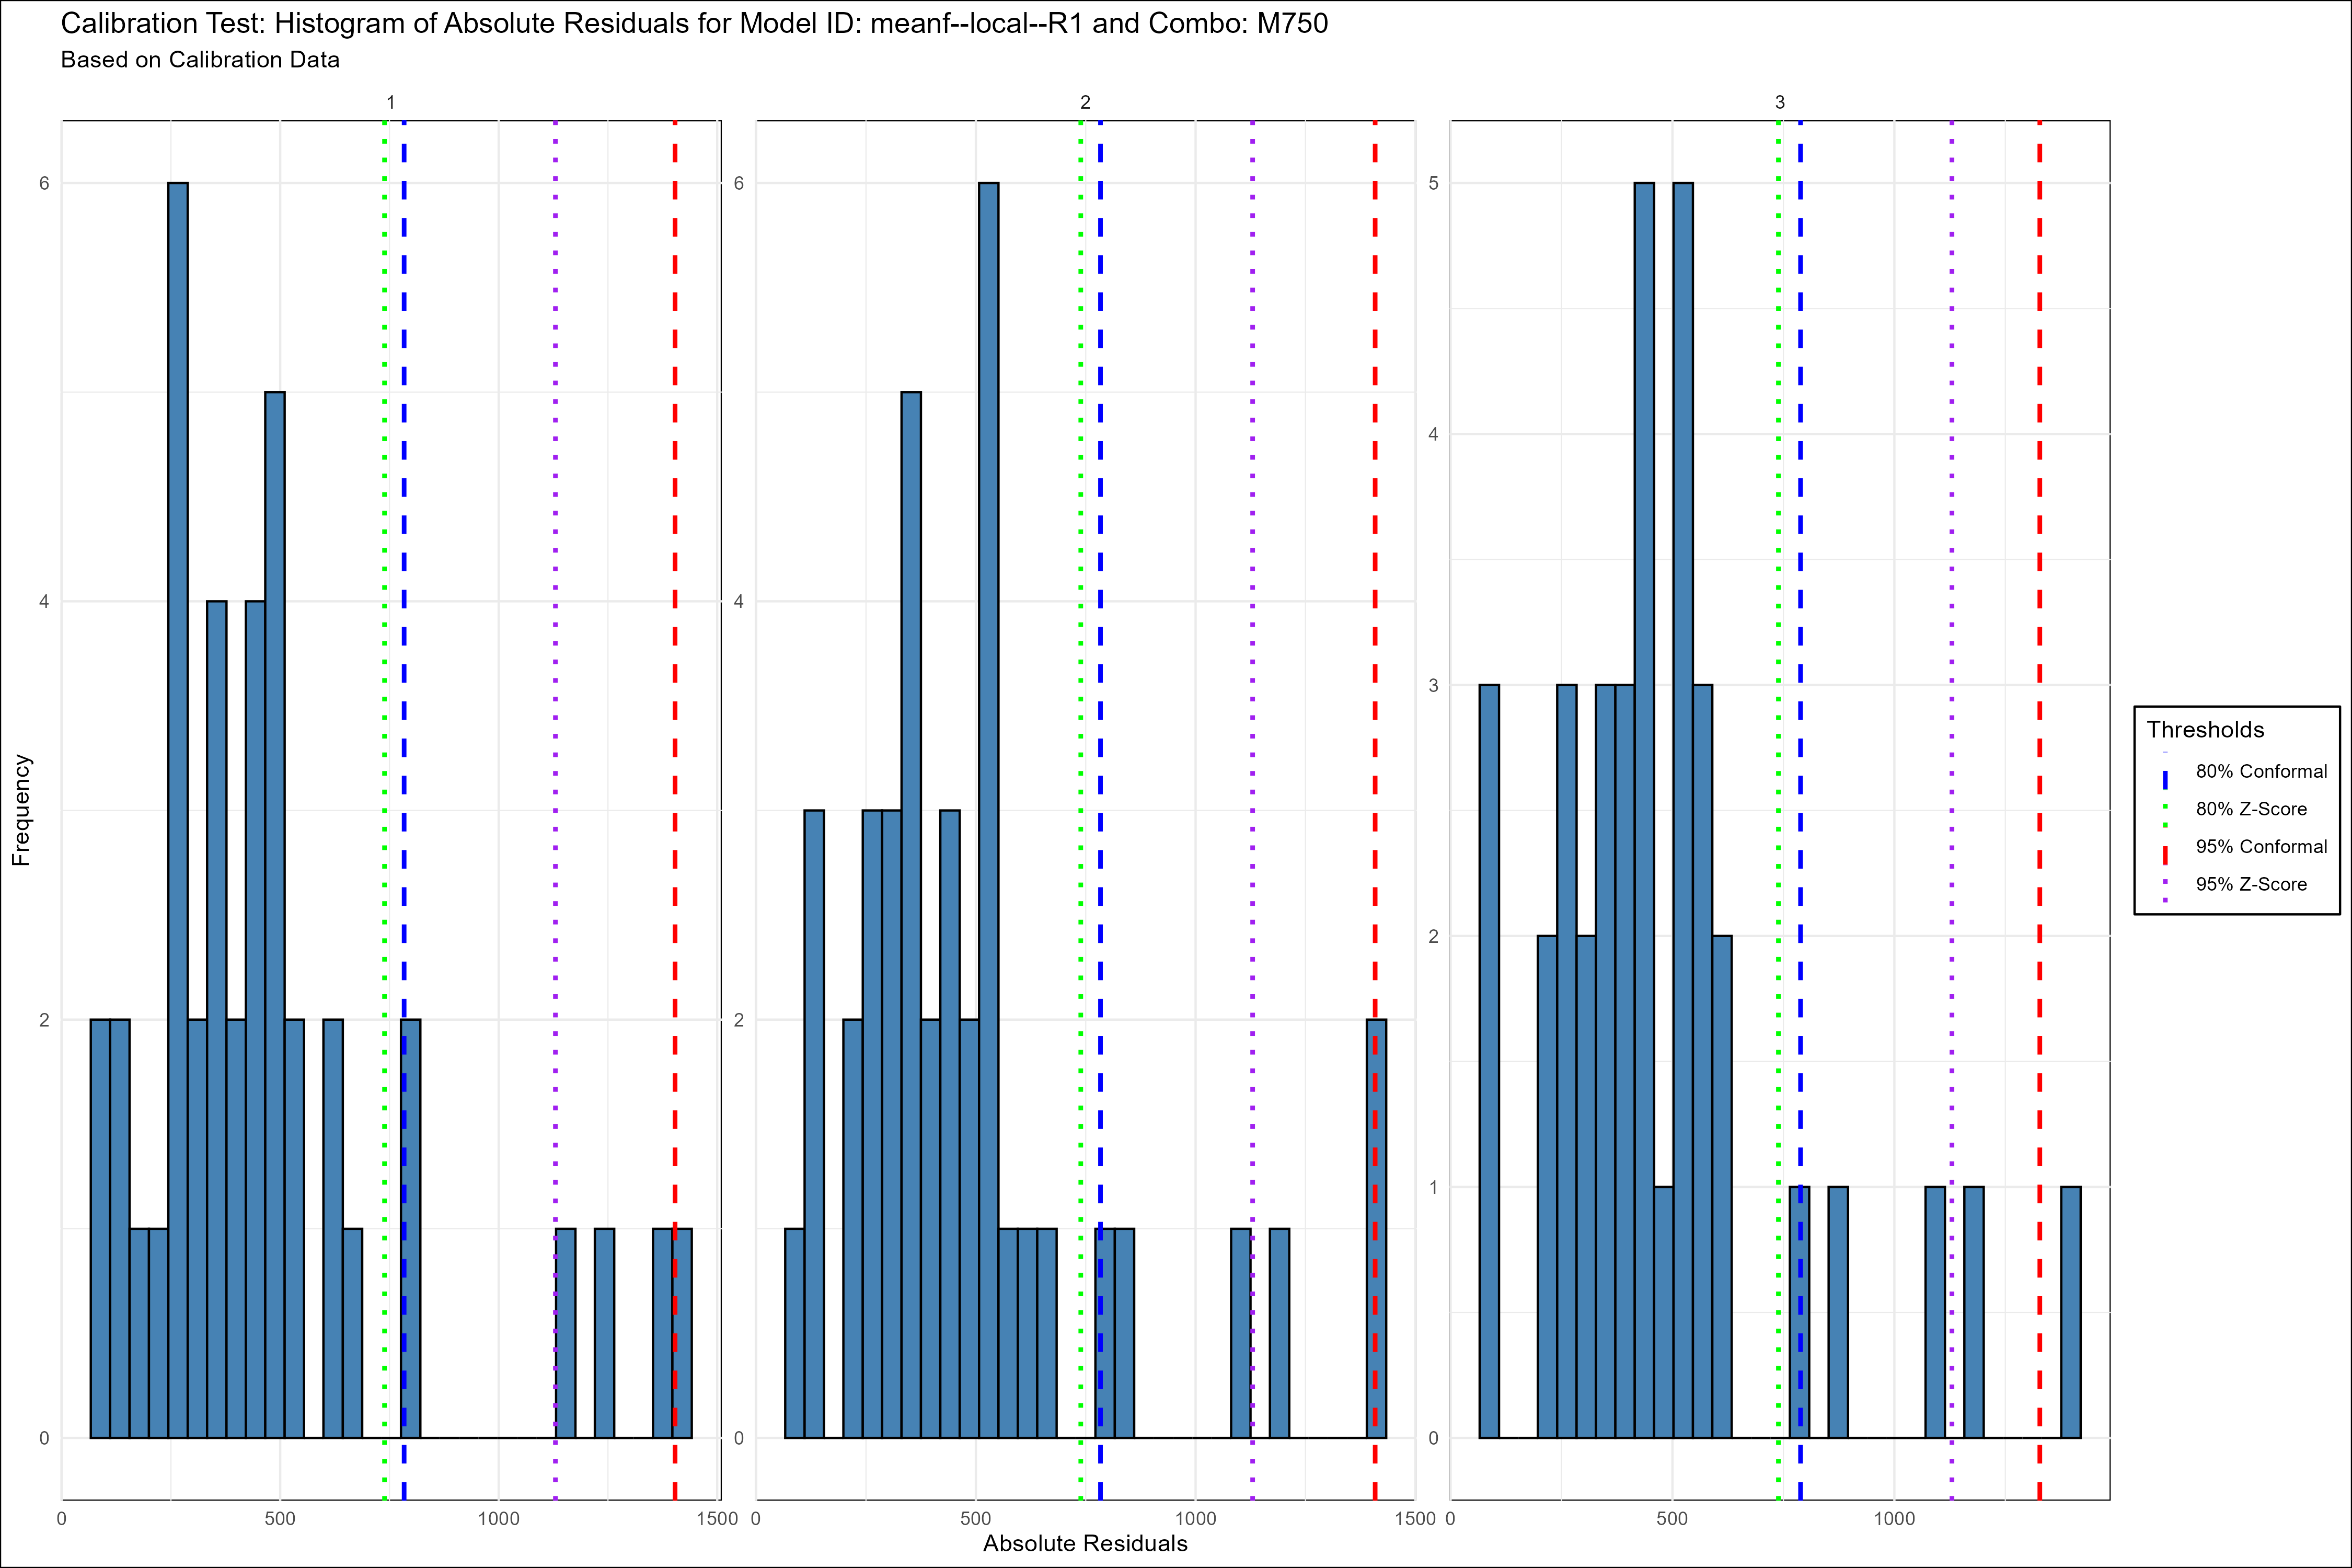 Calibration Test: Histogram of Absolute Residuals for Model ID: meanf--local--R1 and Combo: M750
Based on Calibration Data
1
2
3
Frequency
6
4
2
0
6
4
2
0
5
4
3
2
1
0
0 500 1000 1500
0 500 1000 1500
0 500 1000
Absolute Residuals
Thresholds
80% Conformal
80% Z-Score
95% Conformal
95% Z-Score